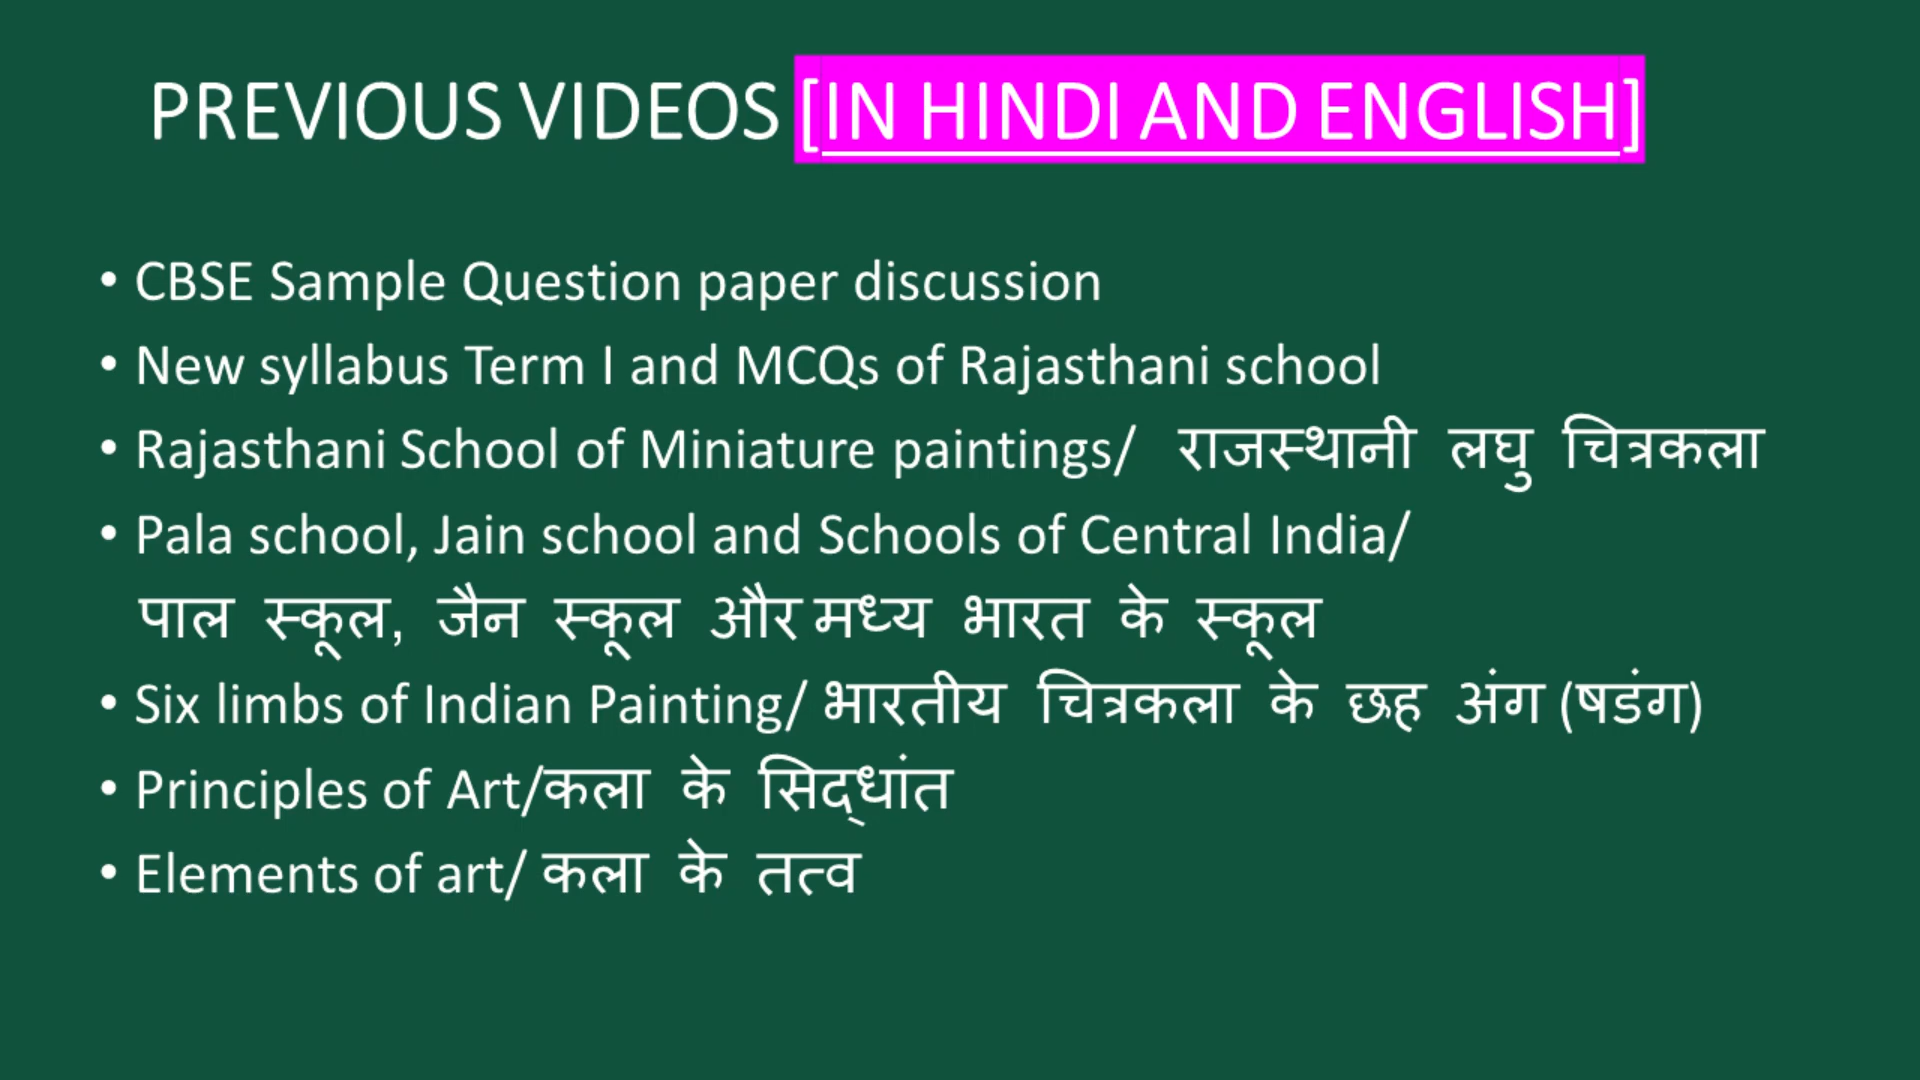 PREVIOUS VIDEOS [IN HINDI AND ENGLISH]
• CBSE Sample Question paper discussion
• New syllabus Term I and MCQs of Rajasthani school
• Rajasthani School of Miniature paintings/ राजस्थानी लघु चित्रकला
• Pala school, Jain school and Schools of Central India/
पाल स्कूल, जैन स्कूल और मध्य भारत के स्कूल
• Six limbs of Indian Painting/ भारतीय चित्रकला के छह अंग (षडंग)
• Principles of Art/कला के सिद्‌धांत
• Elements of art/ कला के तत्व